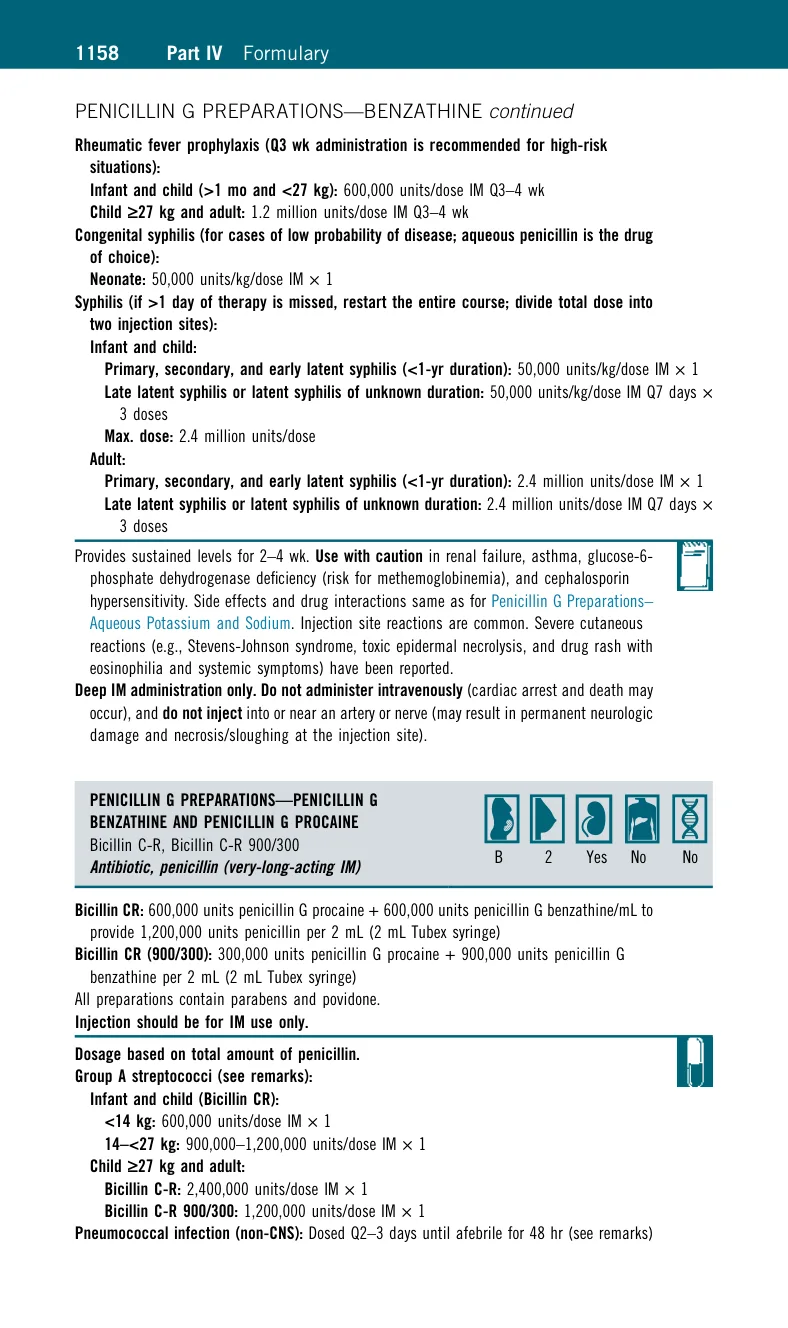 1158 Part IV Formulary
PENICILLIN G PREPARATIONS—BENZATHINE continued
Rheumatic fever prophylaxis (Q3 wk administration is recommended for high-risk
situations):
Infant and child (>1 mo and <27 kg): 600,000 units/dose IM Q3–4 wk
Child ≥27 kg and adult: 1.2 million units/dose IM Q3–4 wk
Congenital syphilis (for cases of low probability of disease; aqueous penicillin is the drug
of choice):
Neonate: 50,000 units/kg/dose IM × 1
Syphilis (if >1 day of therapy is missed, restart the entire course; divide total dose into
two injection sites):
Infant and child:
Primary, secondary, and early latent syphilis (<1-yr duration): 50,000 units/kg/dose IM × 1
Late latent syphilis or latent syphilis of unknown duration: 50,000 units/kg/dose IM Q7 days ×
3 doses
Max. dose: 2.4 million units/dose
Adult:
Primary, secondary, and early latent syphilis (<1-yr duration): 2.4 million units/dose IM × 1
Late latent syphilis or latent syphilis of unknown duration: 2.4 million units/dose IM Q7 days ×
3 doses
Provides sustained levels for 2–4 wk. Use with caution in renal failure, asthma, glucose-6-
phosphate dehydrogenase deficiency (risk for methemoglobinemia), and cephalosporin
hypersensitivity. Side effects and drug interactions same as for Penicillin G Preparations–
Aqueous Potassium and Sodium. Injection site reactions are common. Severe cutaneous
reactions (e.g., Stevens-Johnson syndrome, toxic epidermal necrolysis, and drug rash with
eosinophilia and systemic symptoms) have been reported.
Deep IM administration only. Do not administer intravenously (cardiac arrest and death may
occur), and do not inject into or near an artery or nerve (may result in permanent neurologic
damage and necrosis/sloughing at the injection site).
PENICILLIN G PREPARATIONS—PENICILLIN G
BENZATHINE AND PENICILLIN G PROCAINE
Bicillin C-R, Bicillin C-R 900/300
Antibiotic, penicillin (very-long-acting IM)
B 2 Yes No No
Bicillin CR: 600,000 units penicillin G procaine + 600,000 units penicillin G benzathine/mL to
provide 1,200,000 units penicillin per 2 mL (2 mL Tubex syringe)
Bicillin CR (900/300): 300,000 units penicillin G procaine + 900,000 units penicillin G
benzathine per 2 mL (2 mL Tubex syringe)
All preparations contain parabens and povidone.
Injection should be for IM use only.
Dosage based on total amount of penicillin.
Group A streptococci (see remarks):
Infant and child (Bicillin CR):
<14 kg: 600,000 units/dose IM × 1
14–<27 kg: 900,000–1,200,000 units/dose IM × 1
Child ≥27 kg and adult:
Bicillin C-R: 2,400,000 units/dose IM × 1
Bicillin C-R 900/300: 1,200,000 units/dose IM × 1
Pneumococcal infection (non-CNS): Dosed Q2–3 days until afebrile for 48 hr (see remarks)